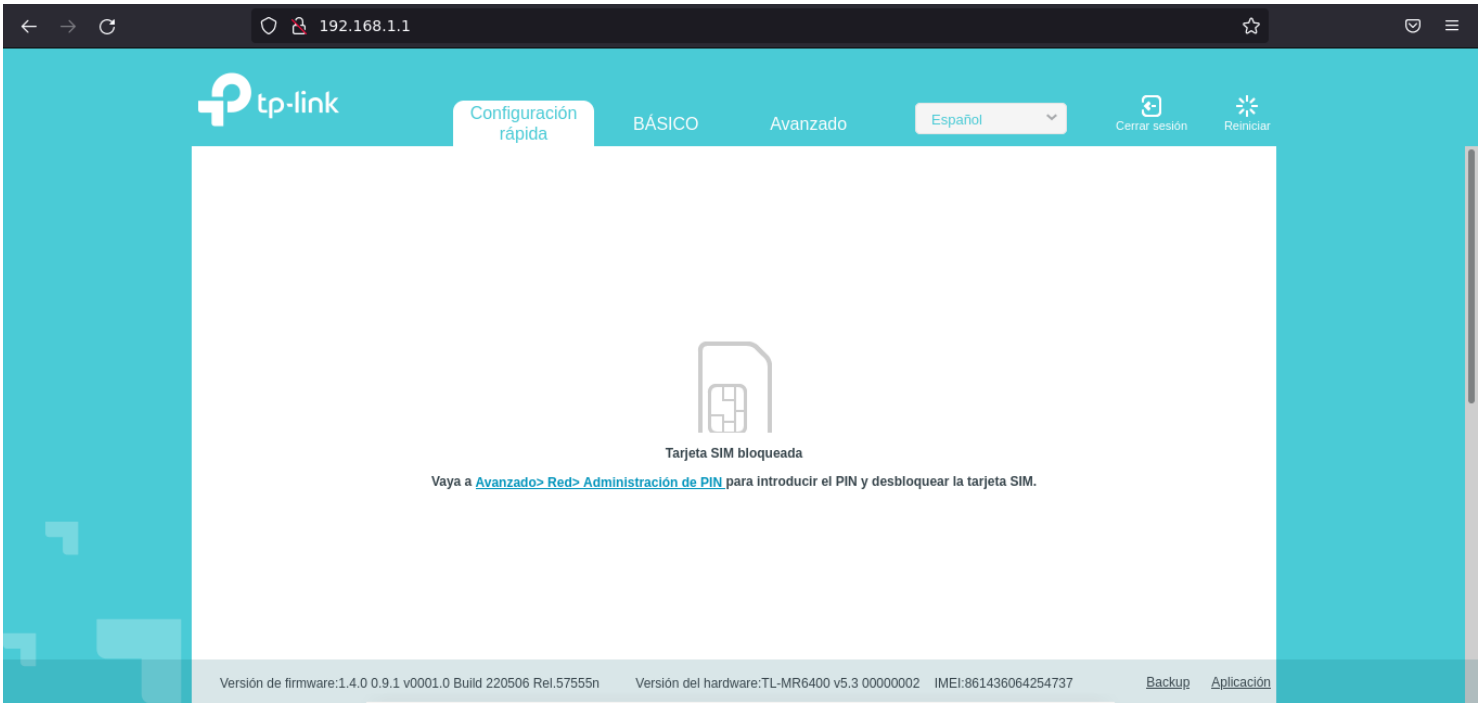 192.168.1.1
tp-link
Configuración
rápida
BÁSICO
Avanzado
Español
Cerrar sesión
Reiniciar
Tarjeta SIM bloqueada
Vaya a Avanzado> Red> Administración de PIN para introducir el PIN y desbloquear la tarjeta SIM.
Versión de firmware:1.4.0 0.9.1 v0001.0 Build 220506 Rel.57555n
Versión del hardware:TL-MR6400 v5.3 00000002
IMEI:861436064254737
Backup
Aplicación